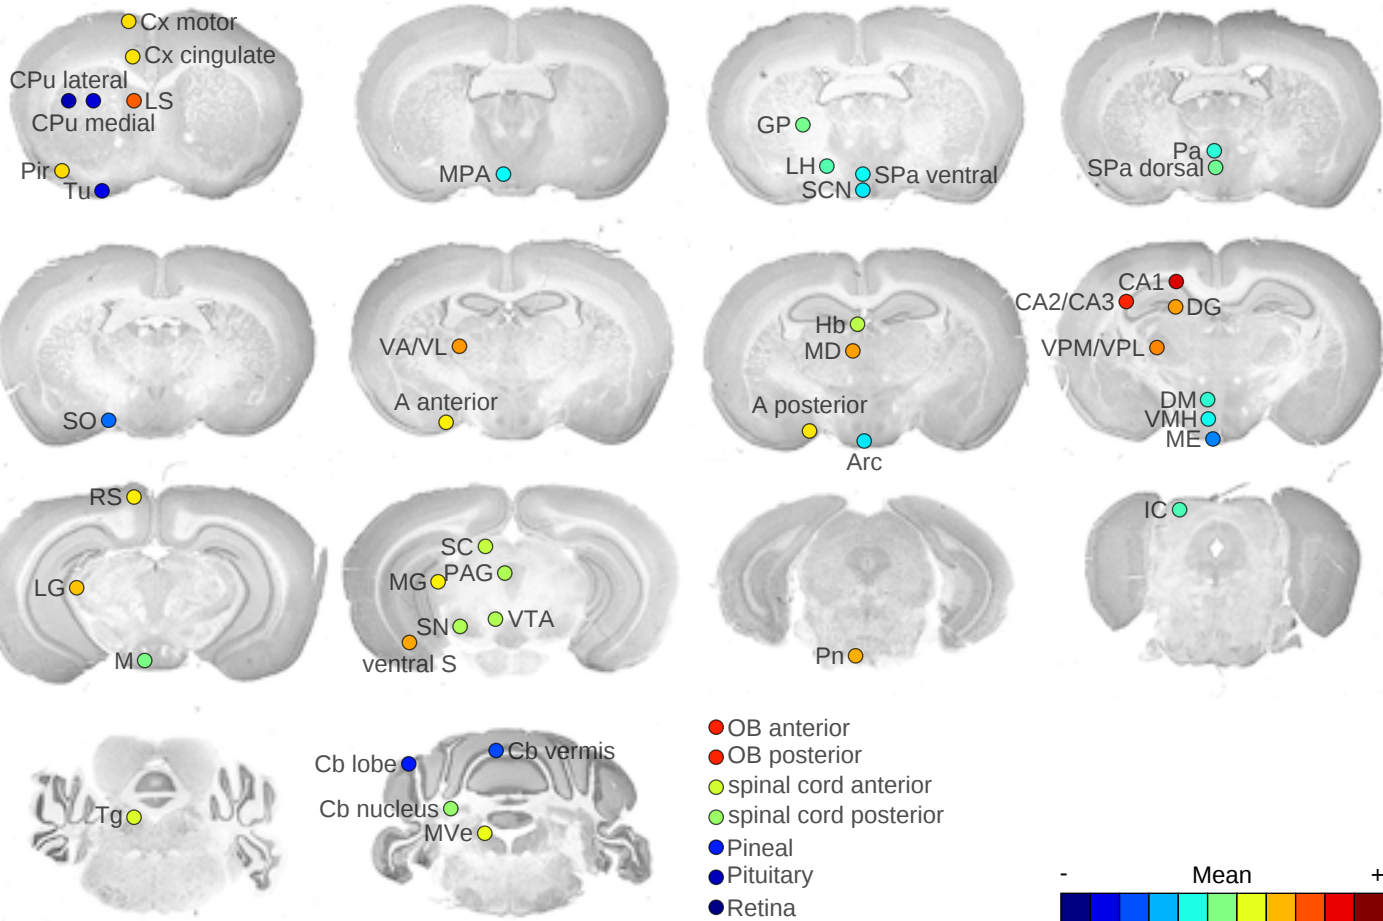 Cx motor
Cx cingulate
CPu lateral
LS
CPu medial
Pir
Tu
MPA
GP
LH
SPa ventral
SCN
Pa
SPa dorsal
SO
VA/VL
A anterior
Hb
MD
A posterior
Arc
CA1
CA2/CA3
DG
VPM/VPL
DM
VMH
ME
RS
LG
M
SC
PAG
MG
VTA
SN
ventral S
Pn
IC
Tg
Cb lobe
Cb vermis
Cb nucleus
MVe
OB anterior
OB posterior
spinal cord anterior
spinal cord posterior
Pineal
Pituitary
Retina
- Mean +